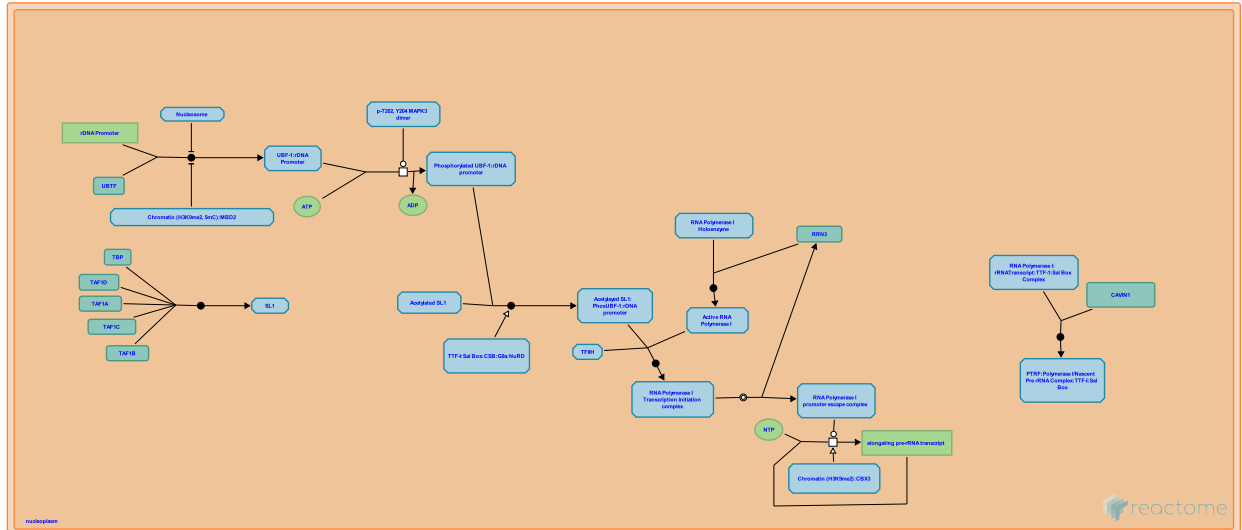 Nucleosome
p-T202, Y204 MAPK3
dimer
rDNA Promoter
UBF-1:rDNA
Promoter
Phosphorylated UBF-1:rDNA
promoter
UBTF
ATP
ADP
Chromatin (H3K9me2, 5mC):MBD2
RNA Polymerase I
Holoenzyme
RRN3
TBP
TAF1D
TAF1A
TAF1C
TAF1B
SL1
Acetylated SL1
Acetylayed SL1:
PhosUBF-1:rDNA
promoter
Active RNA
Polymerase I
RNA Polymerase I:
rRNATranscript:TTF-1:Sal Box
Complex
CAVIN1
TTF-I:Sal Box:CSB:G9a:NuRD
TFIIH
RNA Polymerase I
Transcription Initiation
complex
RNA Polymerase I
promoter escape complex
PTRF:Polymerase I/Nascent
Pre rRNA Complex:TTF-I:Sal
Box
NTP
elongating pre-rRNA transcript
Chromatin (H3K9me2):CBX3
nucleoplasm
reactome